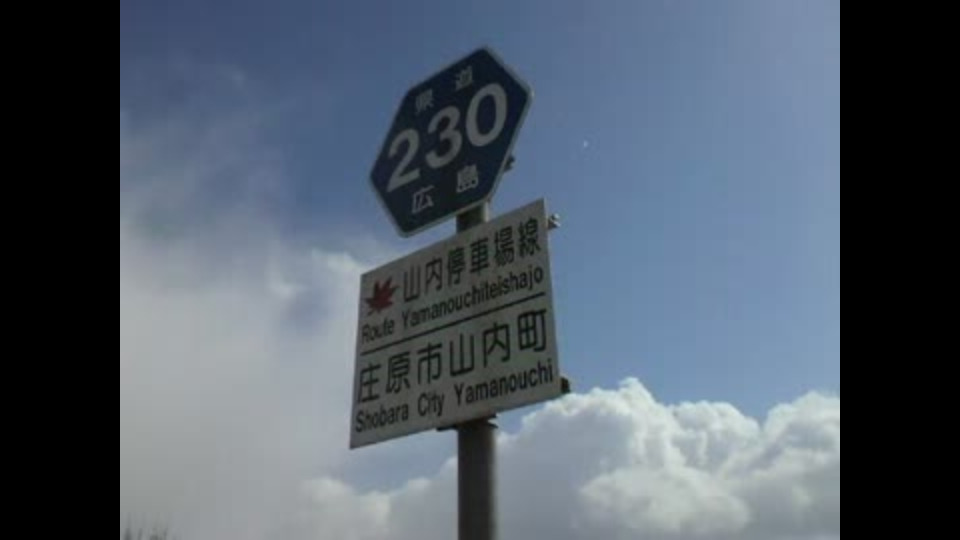 県道
230
広島
山内停車場線
Route Yamanouchiteishajo
庄原市山内町
Shobara City Yamanouchi